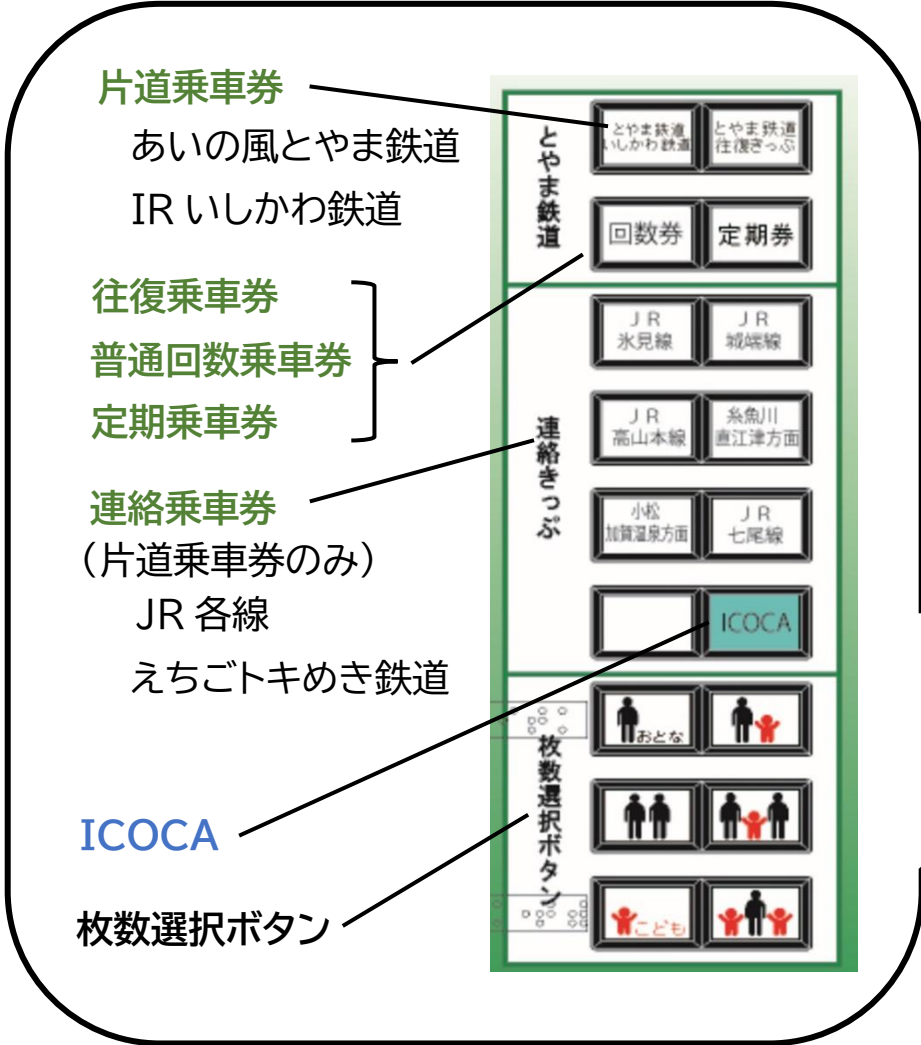 片道乗車券
あいの風とやま鉄道
IR いしかわ鉄道
往復乗車券
普通回数乗車券
定期乗車券
連絡乗車券
（片道乗車券のみ）
JR 各線
えちごトキめき鉄道
ICOCA
枚数選択ボタン
とやま鉄道
とやま鉄道
いしかわ鉄道
とやま鉄道
往復きっぷ
回数券
定期券
連絡きっぷ
JR
氷見線
JR
城端線
JR
高山本線
糸魚川
直江津方面
小松
加賀温泉方面
JR
七尾線
ICOCA
枚数選択ボタン
おとな
こども